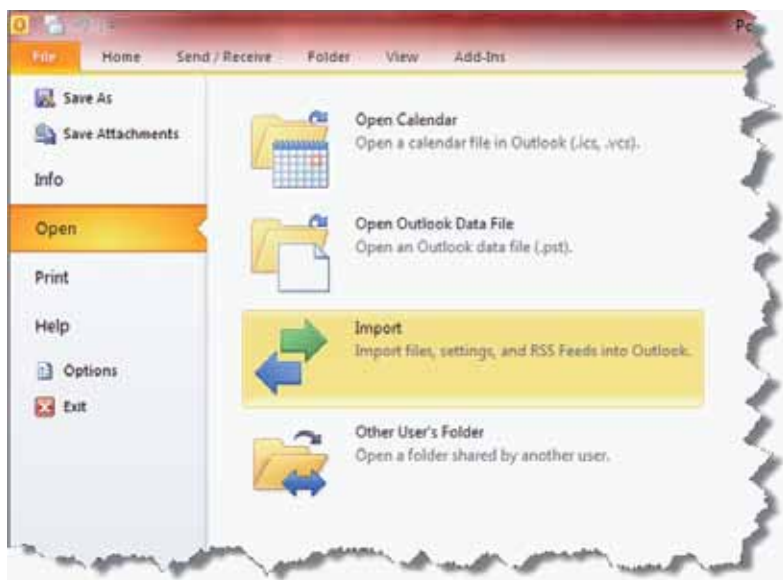 File Home Send / Receive Folder View Add-Ins
Save As
Save Attachments
Info
Open
Print
Help
Options
Exit
Open Calendar
Open a calendar file in Outlook (.ics, .vcs).
Open Outlook Data File
Open an Outlook data file (.pst).
Import
Import files, settings, and RSS Feeds into Outlook.
Other User's Folder
Open a folder shared by another user.